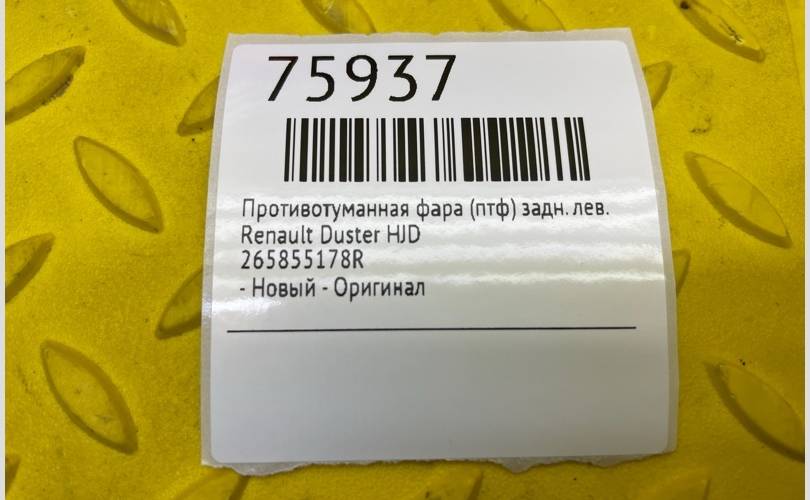 75937
Противотуманная фара (птф) задн. лев.
Renault Duster HJD
265855178R
- Новый - Оригинал